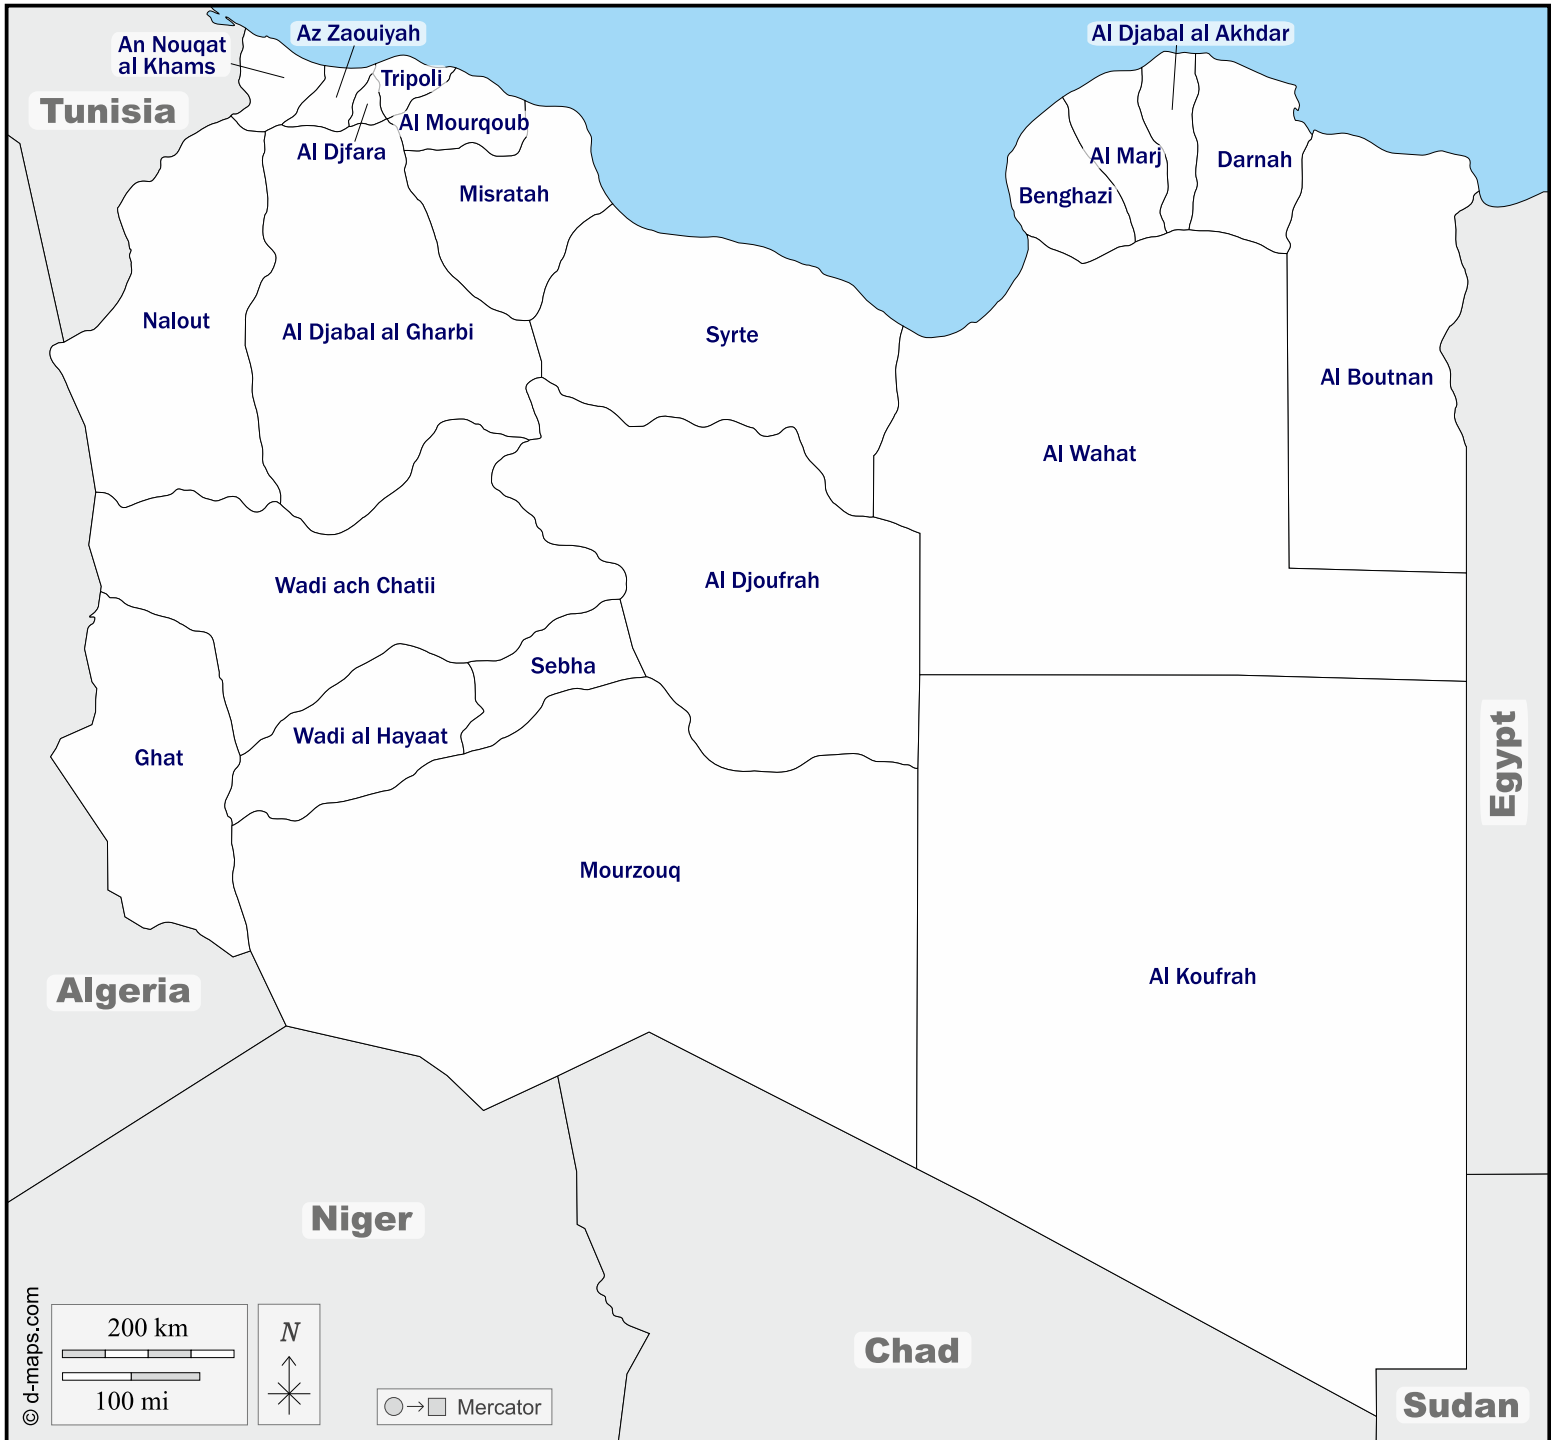 Az Zaouiyah
Al Djabal al Akhdar
An Nouqat
al Khams
Tripoli
Tunisia
Al Mourqoub
Al Djfara
Al Marj
Darnah
Misratah
Benghazi
Nalout
Al Djabal al Gharbi
Syrte
Al Boutnan
Al Wahat
Wadi ach Chatii
Al Djoufrah
Sebha
Wadi al Hayaat
Ghat
Egypt
Mourzouq
Al Koufrah
Algeria
Niger
Chad
Sudan
© d-maps.com
200 km
100 mi
N
Mercator